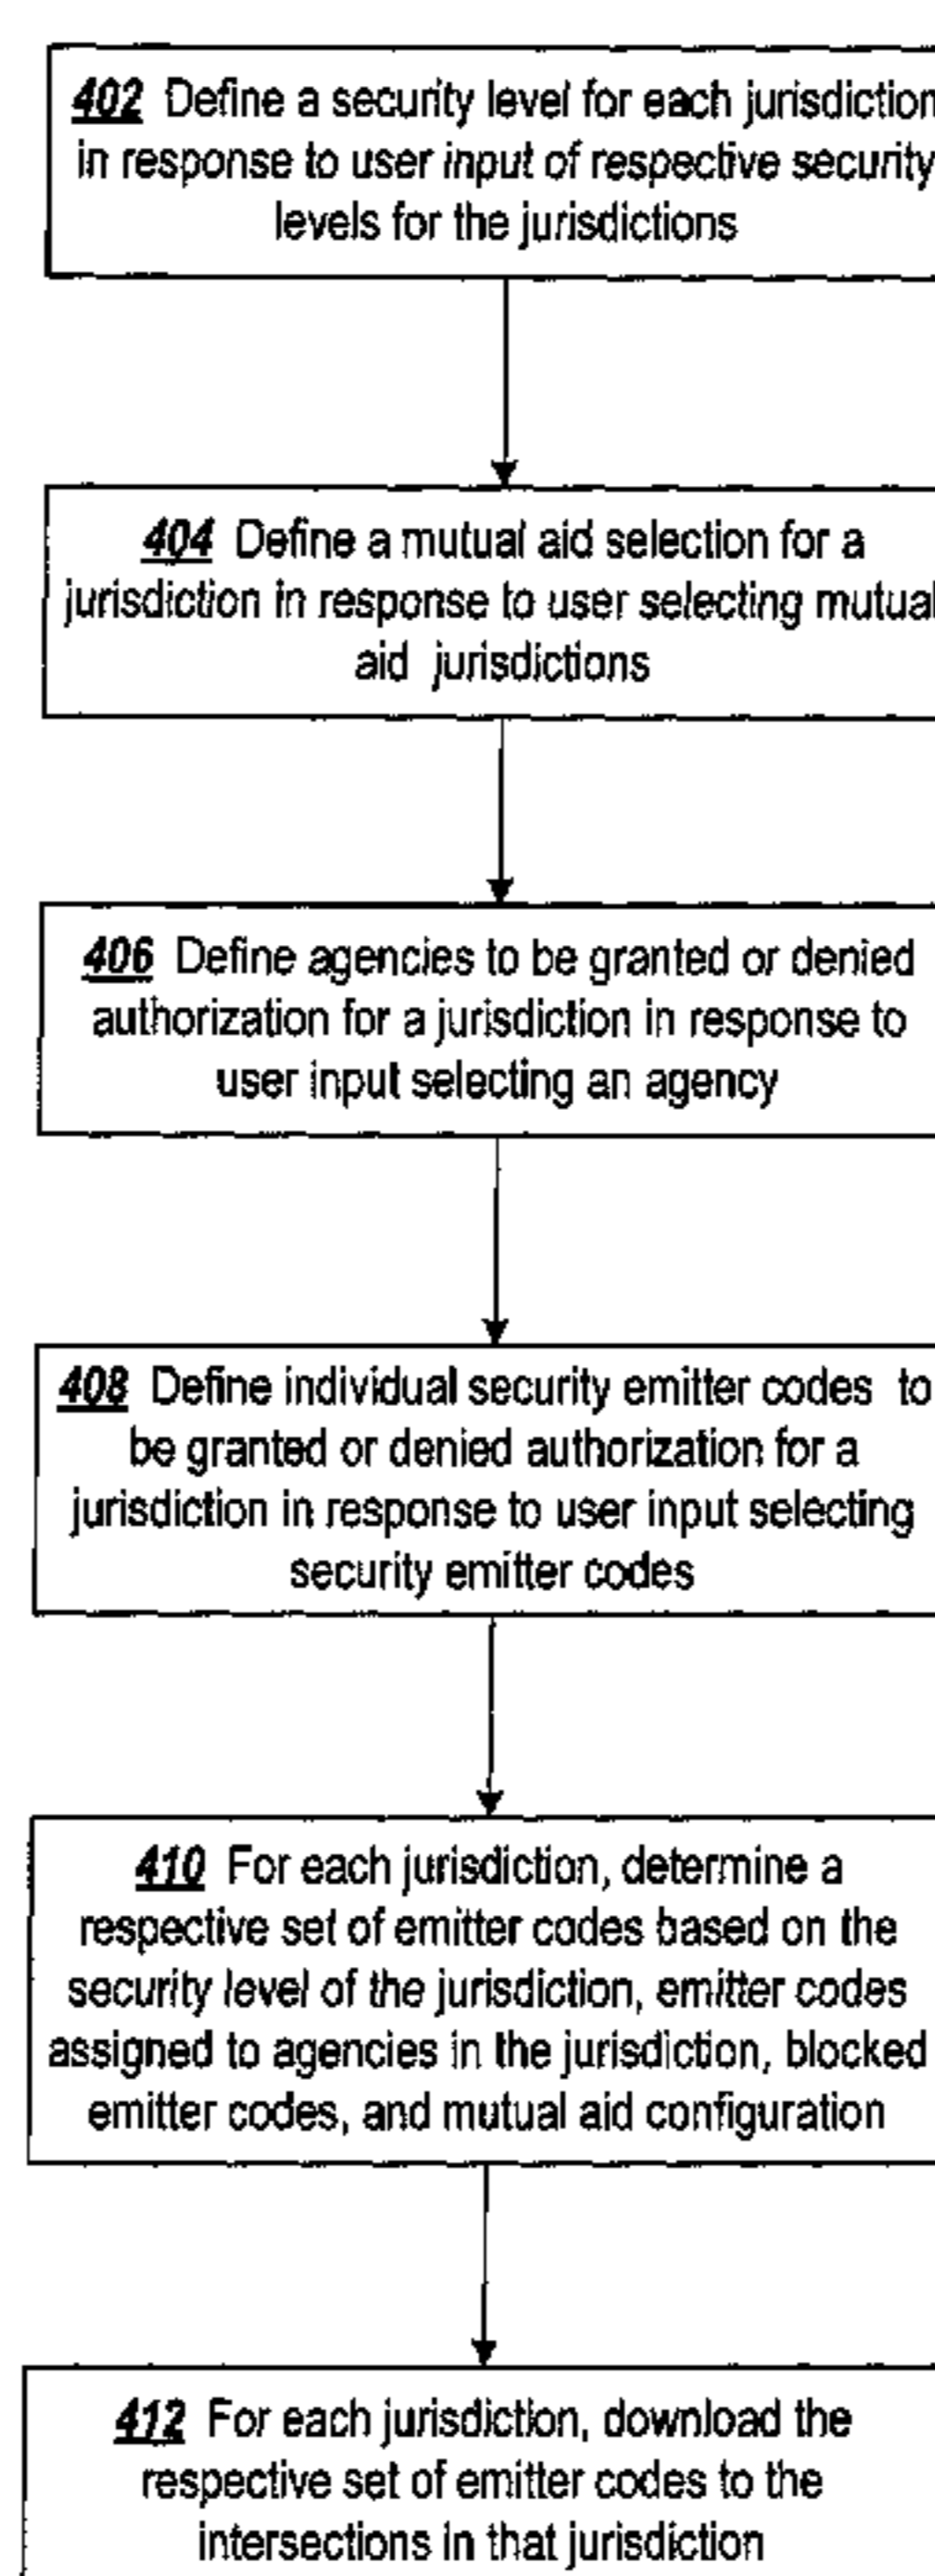 402 Define a security level for each jurisdiction
in response to user input of respective security
levels for the jurisdictions
404 Define a mutual aid selection for a
jurisdiction in response to user selecting mutual
aid jurisdictions
406 Define agencies to be granted or denied
authorization for a jurisdiction in response to
user input selecting an agency
408 Define individual security emitter codes to
be granted or denied authorization for a
jurisdiction in response to user input selecting
security emitter codes
410 For each jurisdiction, determine a
respective set of emitter codes based on the
security level of the jurisdiction, emitter codes
assigned to agencies in the jurisdiction, blocked
emitter codes, and mutual aid configuration
412 For each jurisdiction, download the
respective set of emitter codes to the
intersections in that jurisdiction